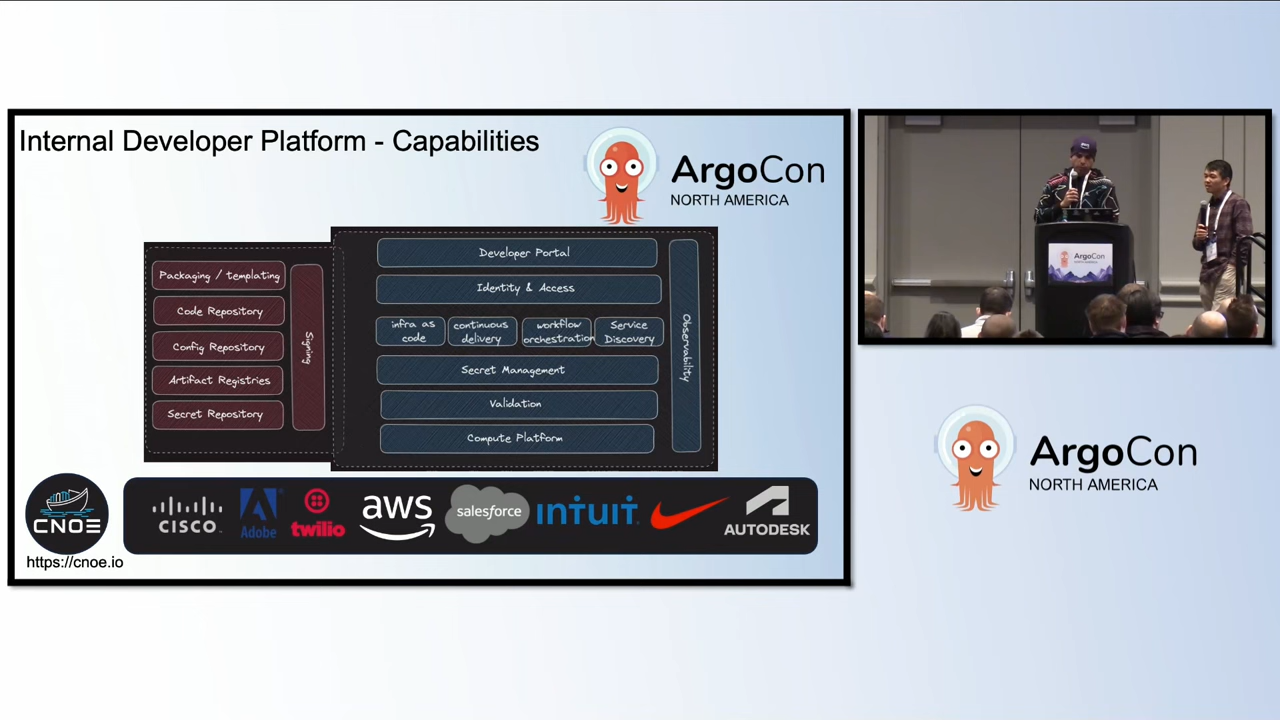 Internal Developer Platform - Capabilities
ArgoCon
NORTH AMERICA
Packaging / templating
Code Repository
Config Repository
Artifact Registries
Secret Repository
Signing
Developer Portal
Identity & Access
infra as
code
continuous
delivery
workflow
orchestration
Service
Discovery
Secret Management
Validation
Compute Platform
Observability
CNOE
https://cnoe.io
CISCO
Adobe
twilio
aws
salesforce
intuit
AUTODESK
ArgoCon
NORTH AMERICA
ArgoCon
NORTH AMERICA